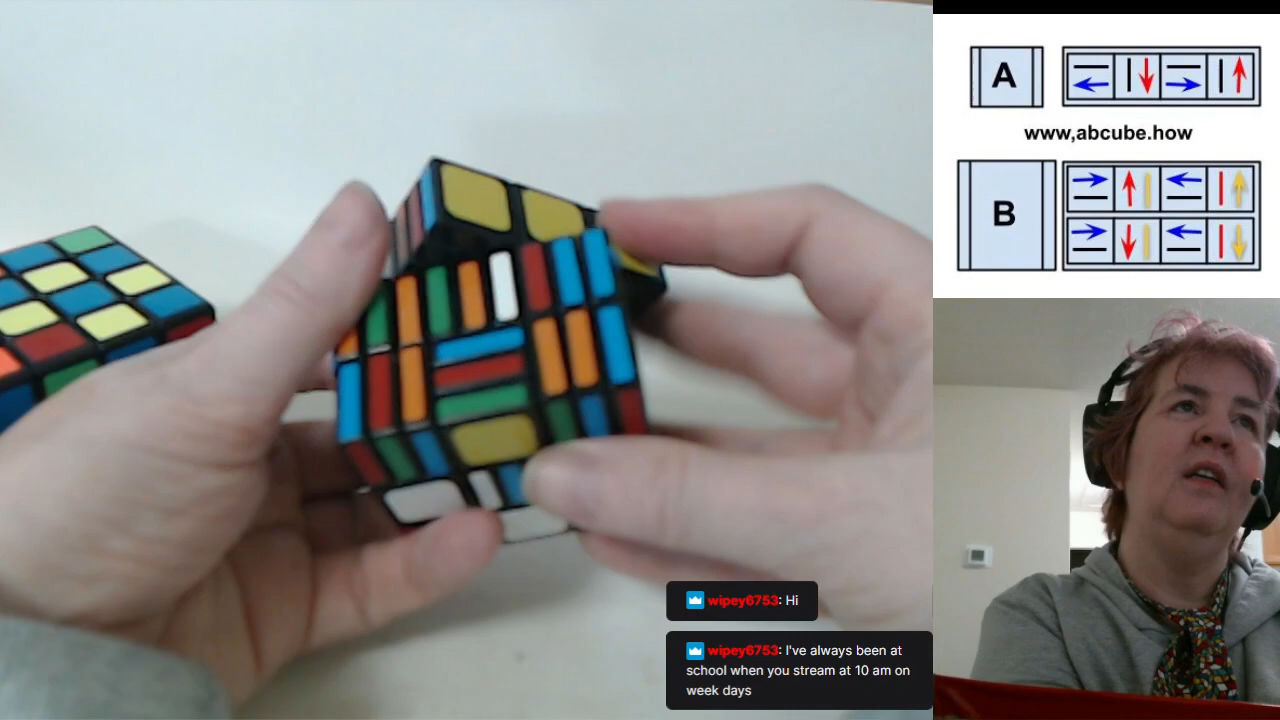 A
www,abcube.how
B
wipey6753: Hi
wipey6753: I've always been at
school when you stream at 10 am on
week days